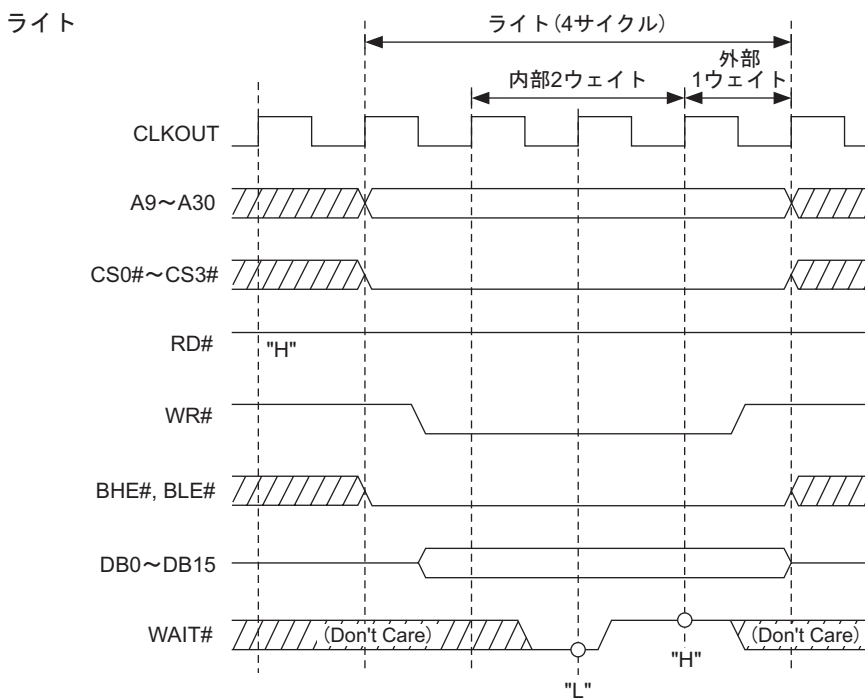 ライト
ライト（4サイクル）
内部2ウェイト
外部
1ウェイト
CLKOUT
A9～A30
CS0#～CS3#
RD#
"H"
WR#
BHE#, BLE#
DB0～DB15
WAIT#
(Don't Care)
(Don't Care)
"H"
"L"